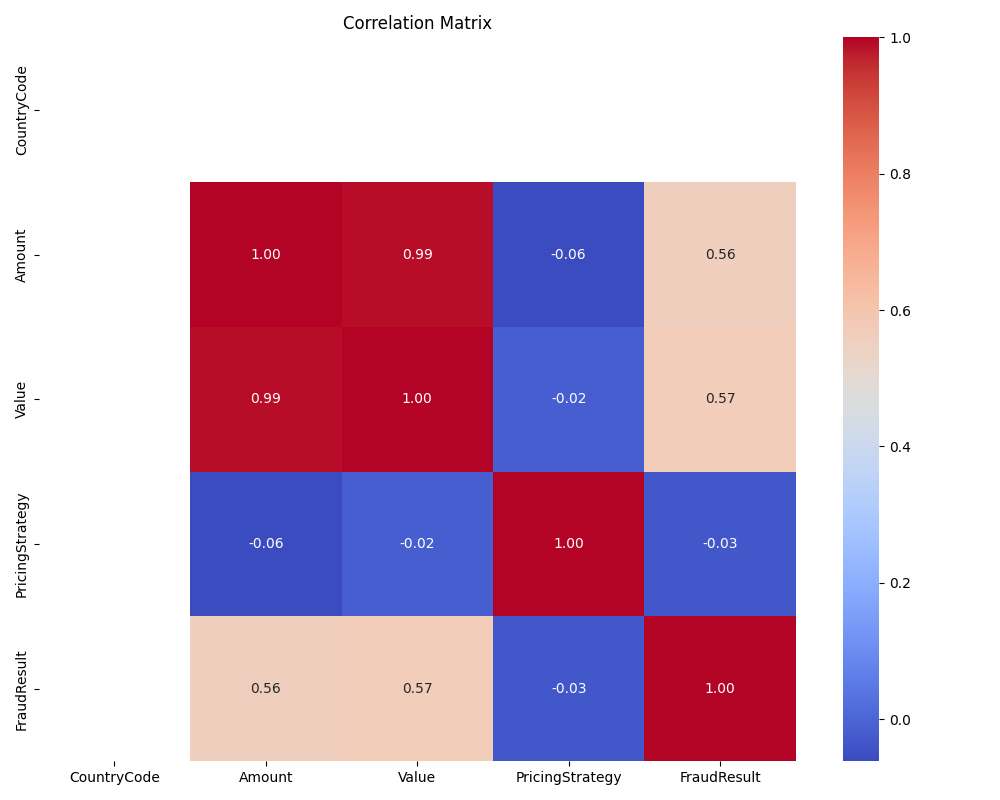 Correlation Matrix
CountryCode
Amount 1.00 0.99 -0.06 0.56
Value 0.99 1.00 -0.02 0.57
PricingStrategy -0.06 -0.02 1.00 -0.03
FraudResult 0.56 0.57 -0.03 1.00
CountryCode Amount Value PricingStrategy FraudResult
1.0
0.8
0.6
0.4
0.2
0.0